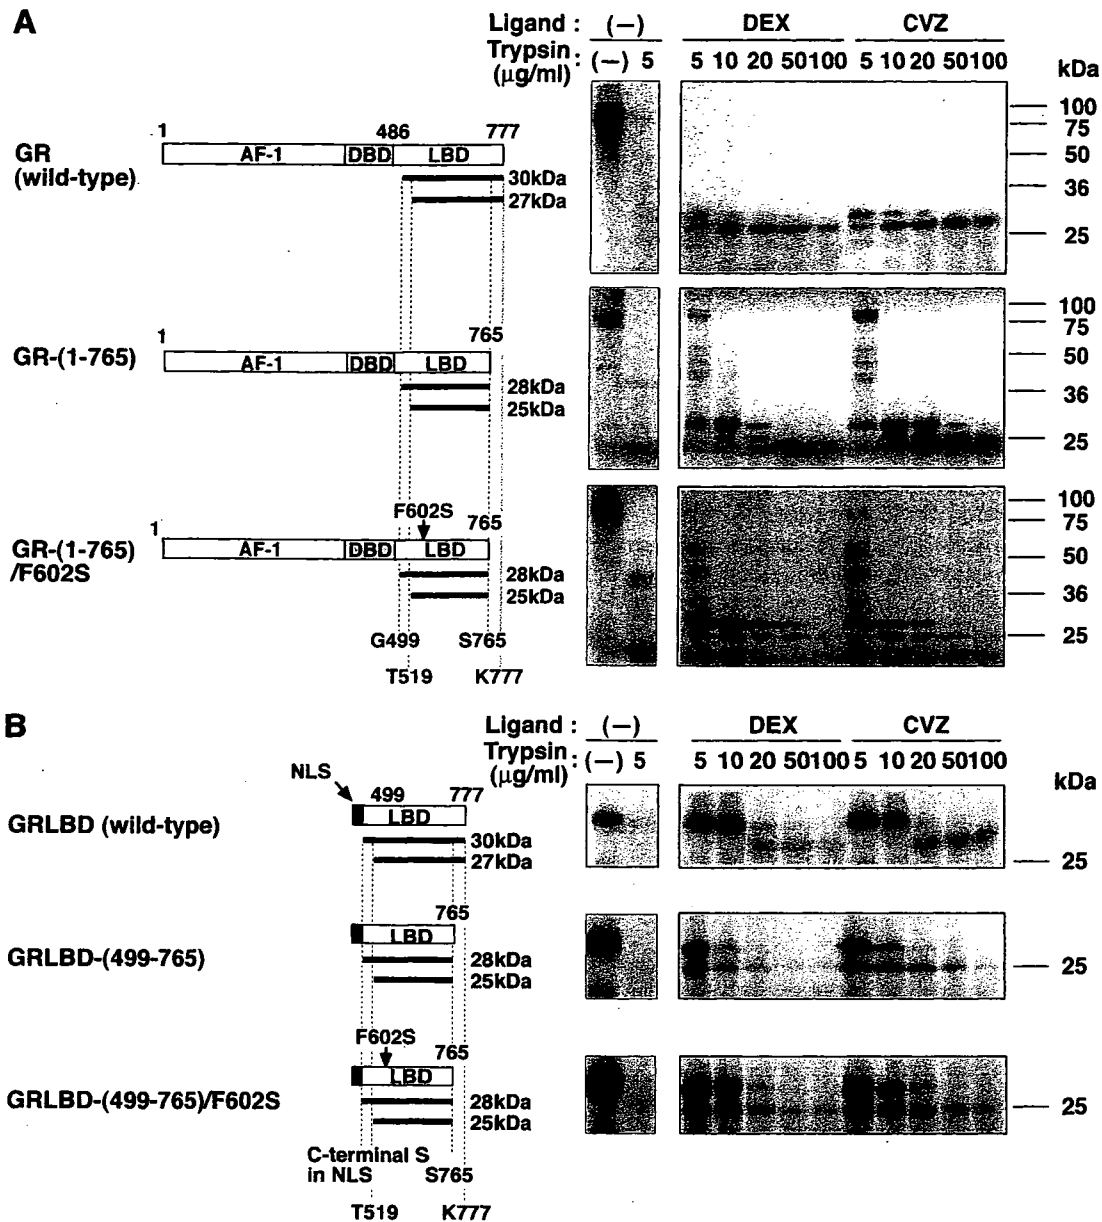 A
Ligand : (−) DEX CVZ
Trypsin : (−) 5 5 10 20 50 100 5 10 20 50 100
(μg/ml)
kDa
1 486 777
GR
(wild-type)
AF-1 DBD LBD
30kDa
27kDa
100
75
50
36
25
1 765
GR-(1-765)
AF-1 DBD LBD
28kDa
25kDa
100
75
50
36
25
F602S
1 765
GR-(1-765)
/F602S
AF-1 DBD LBD
28kDa
25kDa
G499 S765
T519 K777
100
75
50
36
25
B
Ligand : (−) DEX CVZ
Trypsin : (−) 5 5 10 20 50 100 5 10 20 50 100
(μg/ml)
kDa
NLS
499 777
GRLBD (wild-type)
LBD
30kDa
27kDa
25
765
GRLBD-(499-765)
LBD
28kDa
25kDa
25
F602S
765
GRLBD-(499-765)/F602S
LBD
28kDa
25kDa
25
C-terminal S
in NLS S765
T519 K777